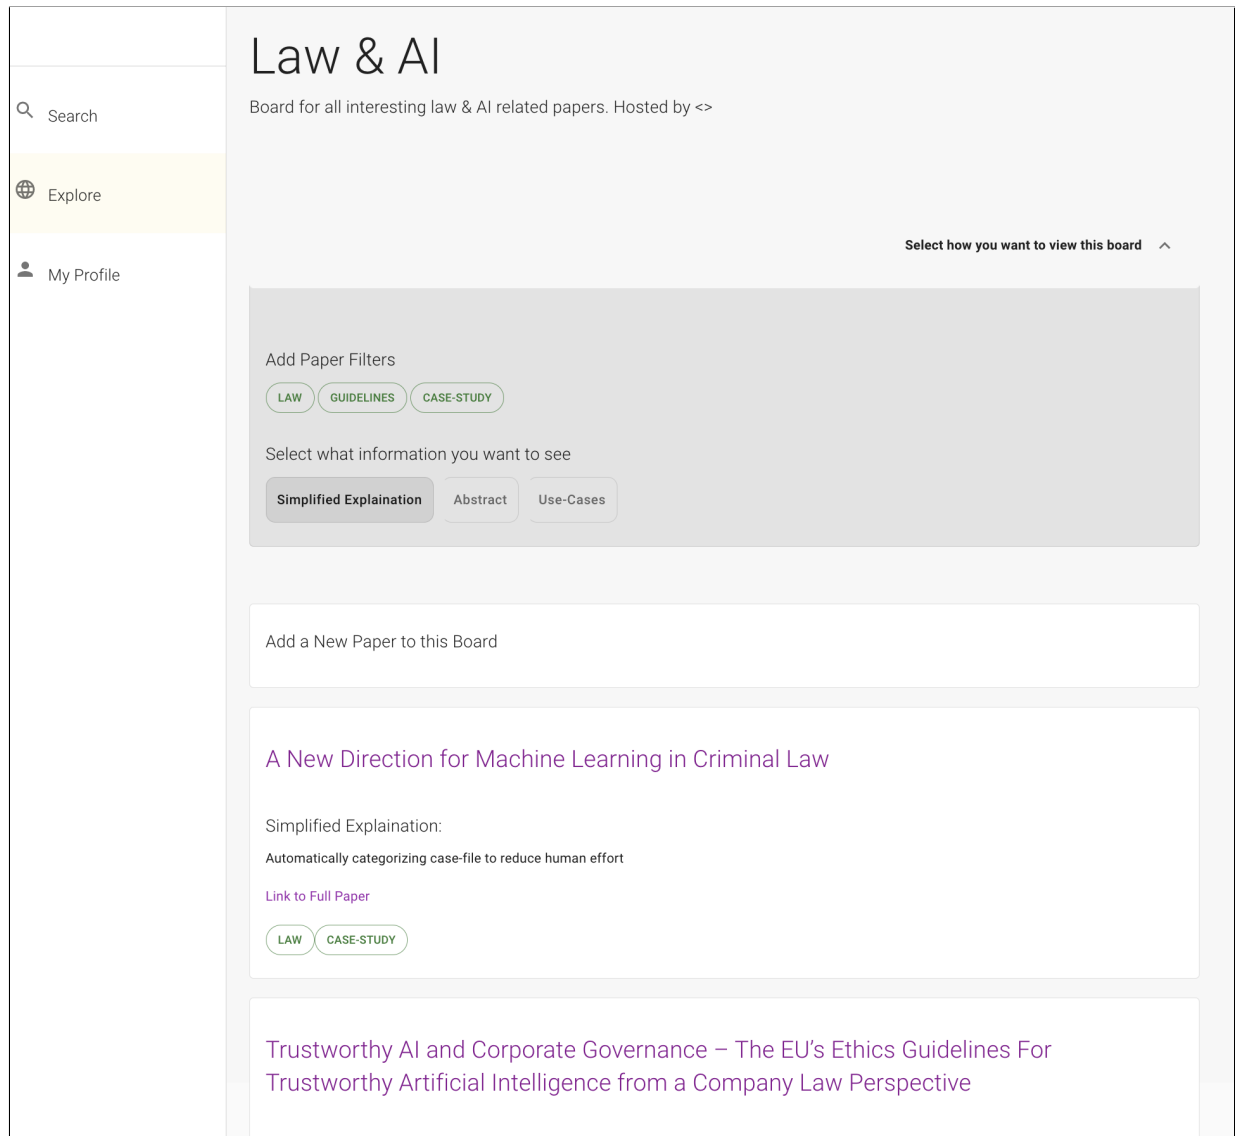 Law & AI
Board for all interesting law & AI related papers. Hosted by <>
Search
Explore
My Profile
Select how you want to view this board
Add Paper Filters
LAW GUIDELINES CASE-STUDY
Select what information you want to see
Simplified Explaination Abstract Use-Cases
Add a New Paper to this Board
A New Direction for Machine Learning in Criminal Law
Simplified Explaination:
Automatically categorizing case-file to reduce human effort
Link to Full Paper
LAW CASE-STUDY
Trustworthy AI and Corporate Governance – The EU's Ethics Guidelines For
Trustworthy Artificial Intelligence from a Company Law Perspective